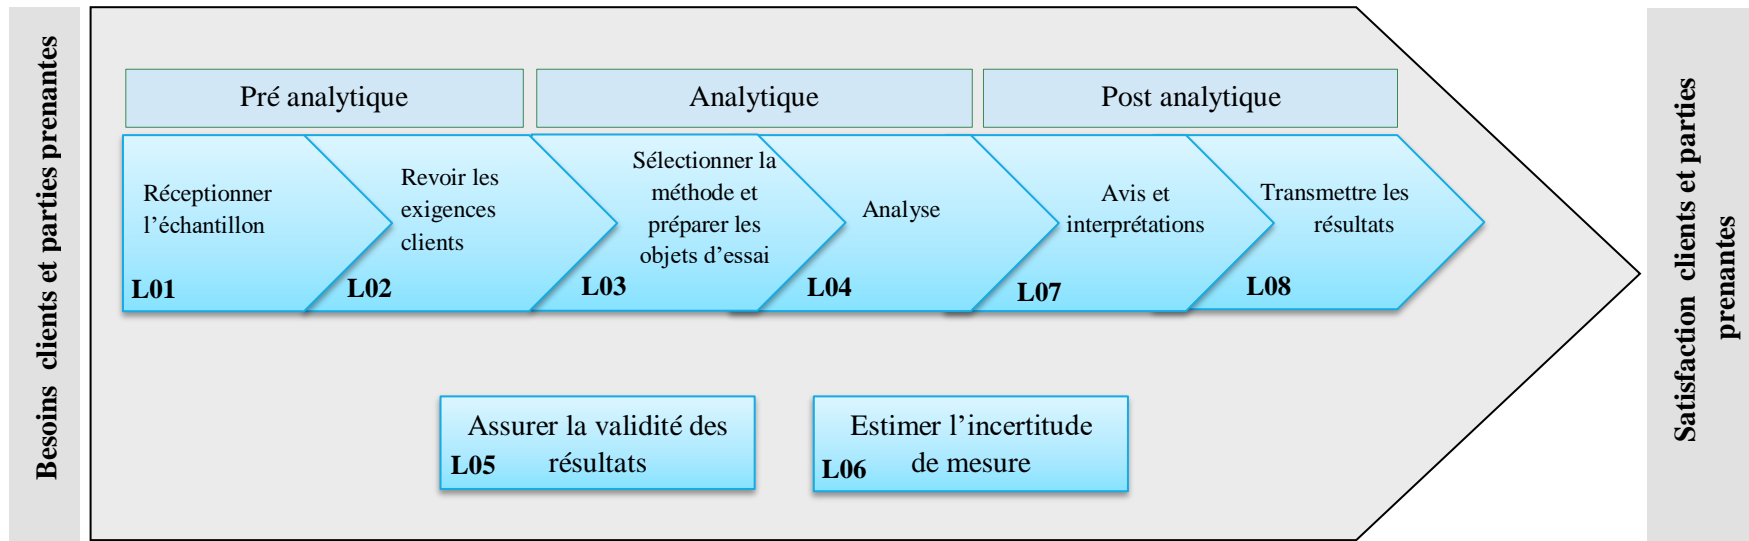 Besoins clients et parties prenantes
Pré analytique
Analytique
Post analytique
Réceptionner
l’échantillon
L01
Revoir les
exigences
clients
L02
Sélectionner la
méthode et
préparer les
objets d’essai
L03
Analyse
L04
Avis et
interprétations
L07
Transmettre les
résultats
L08
Assurer la validité des
résultats
L05
Estimer l’incertitude
de mesure
L06
Satisfaction clients et parties
prenantes